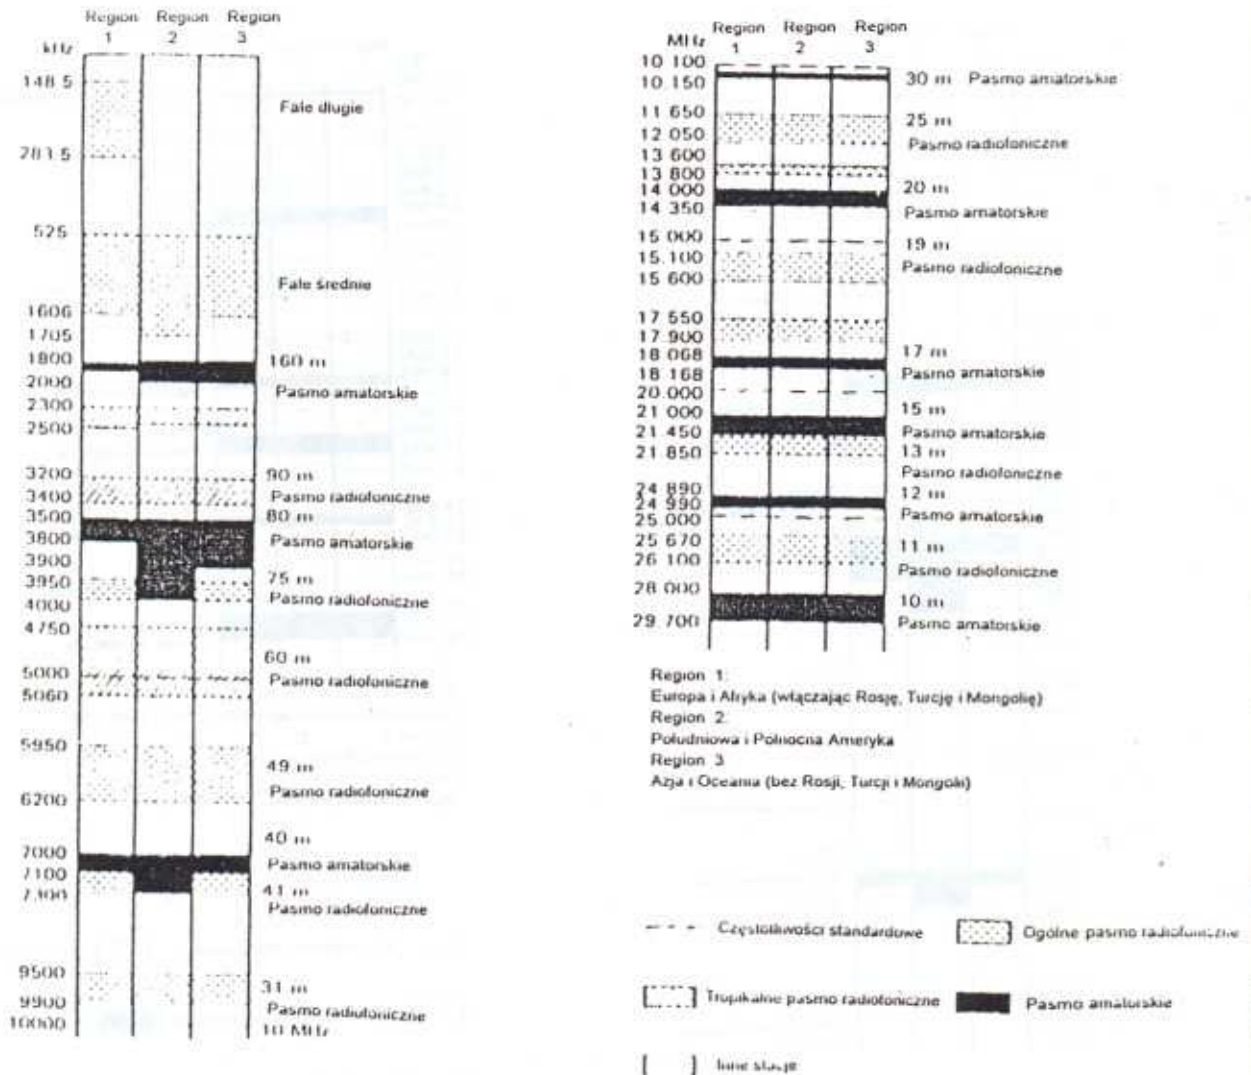 Region Region Region
kHz 1 2 3
148.5
Fale długie
283.5
525
Fale średnie
1606
1705
1800
160 m
2000
Pasmo amatorskie
2300
2500
3200
90 m
3400
Pasmo radiofoniczne
3500
80 m
3800
Pasmo amatorskie
3900
3950
75 m
4000
Pasmo radiofoniczne
4750
60 m
5000
Pasmo radiofoniczne
5060
5950
49 m
Pasmo radiofoniczne
6200
40 m
7000
Pasmo amatorskie
7100
41 m
7300
Pasmo radiofoniczne
9500
31 m
9900
Pasmo radiofoniczne
10000
10 MHz
Region Region Region
MHz 1 2 3
10 100
10 150
30 m Pasmo amatorskie
11 650
25 m
12 050
Pasmo radiofoniczne
13 600
13 800
14 000
20 m
14 350
Pasmo amatorskie
15 000
19 m
15 100
Pasmo radiofoniczne
15 600
17 550
17 900
18 068
17 m
18 168
Pasmo amatorskie
20 000
21 000
15 m
21 450
Pasmo amatorskie
21 850
13 m
Pasmo radiofoniczne
24 890
12 m
24 990
Pasmo amatorskie
25 000
25 670
11 m
26 100
Pasmo radiofoniczne
28 000
10 m
29 700
Pasmo amatorskie
Region 1:
Europa i Afryka (włączając Rosję, Turcję i Mongolię)
Region 2:
Południowa i Północna Ameryka
Region 3
Azja i Oceania (bez Rosji, Turcji i Mongolii)
Częstotliwości standardowe
Ogólne pasmo radiofoniczne
Tropikalne pasmo radiofoniczne
Pasmo amatorskie
Inne stacje